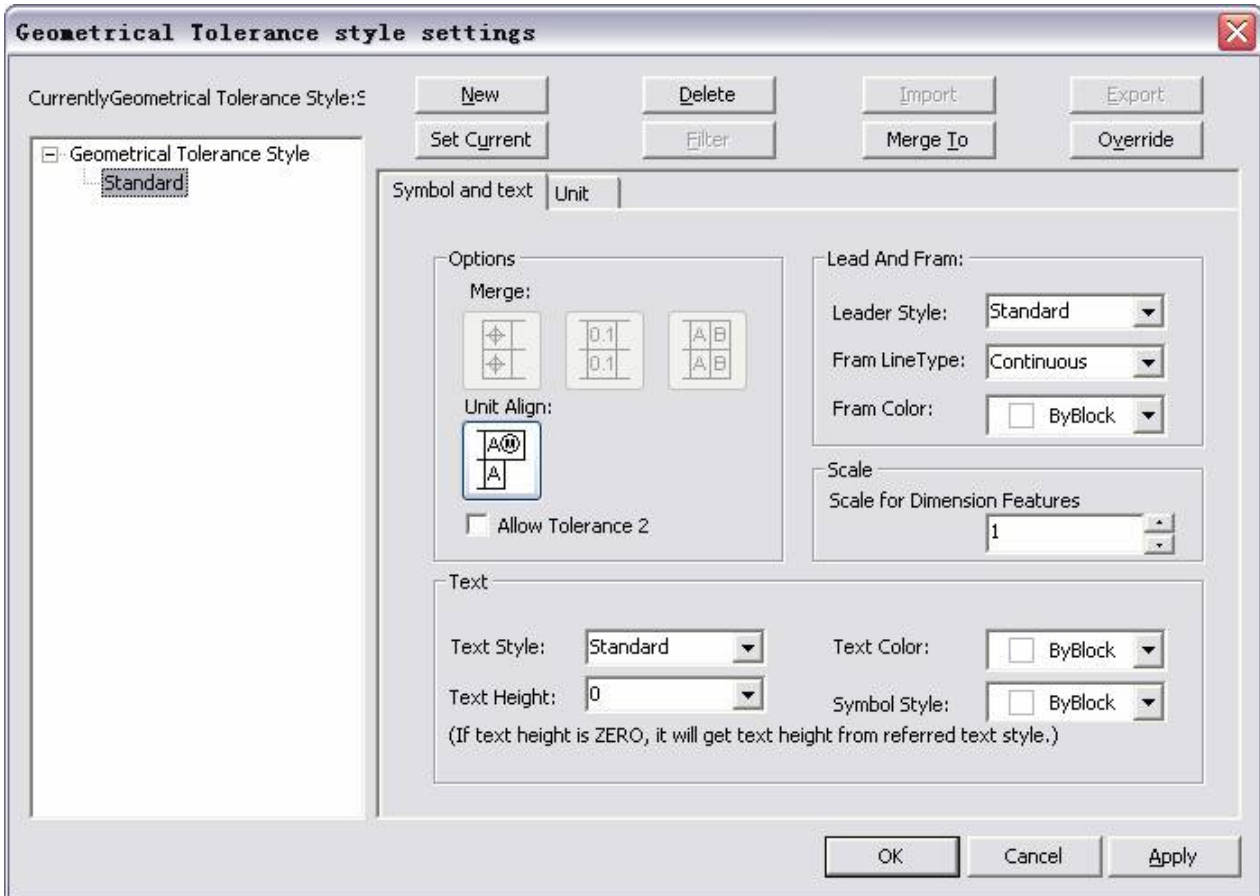 Geometrical Tolerance style settings
CurrentlyGeometrical Tolerance Style:S
New
Delete
Import
Export
Set Current
Filter
Merge To
Override
Geometrical Tolerance Style
Standard
Symbol and text
Unit
Options
Merge:
0.1
0.1
A B
A B
Unit Align:
AⓂ
A
Allow Tolerance 2
Lead And Fram:
Leader Style:
Standard
Fram LineType:
Continuous
Fram Color:
ByBlock
Scale
Scale for Dimension Features
1
Text
Text Style:
Standard
Text Color:
ByBlock
Text Height:
0
Symbol Style:
ByBlock
(If text height is ZERO, it will get text height from referred text style.)
OK
Cancel
Apply